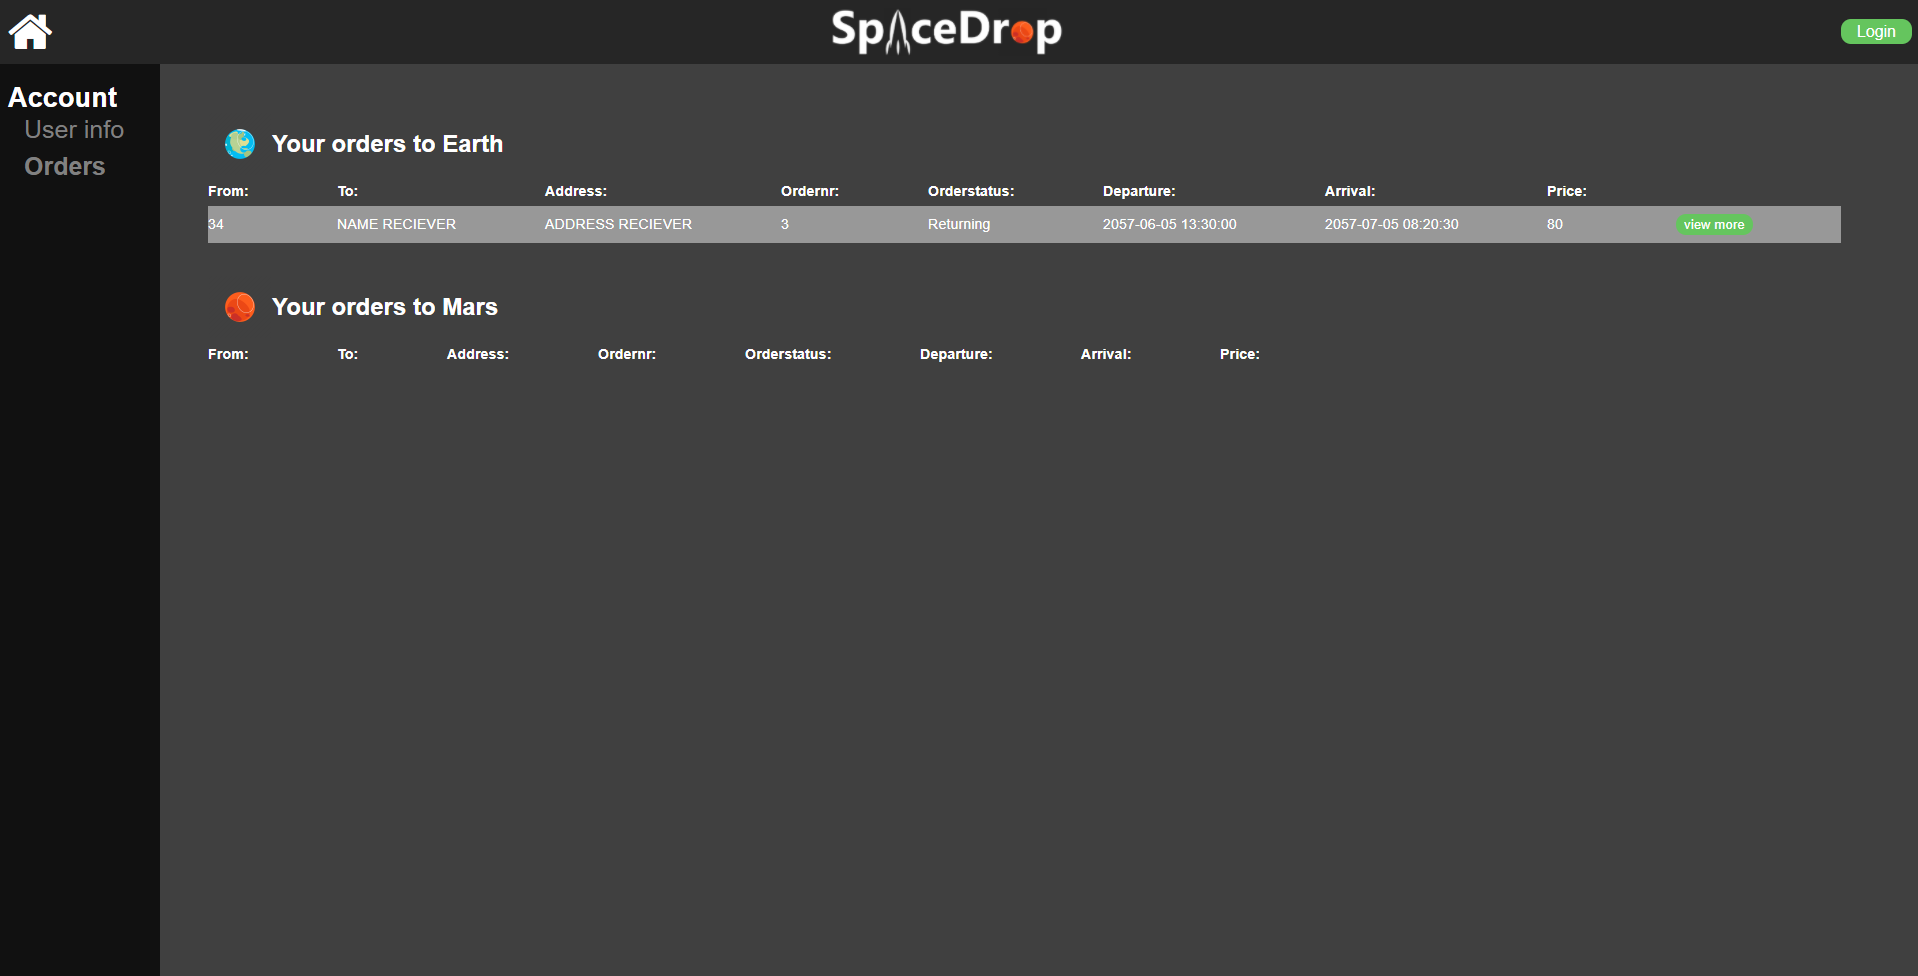 SpaceDrop
Login
Account
User info
Orders
Your orders to Earth
From: To: Address: Ordernr: Orderstatus: Departure: Arrival: Price:
34 NAME RECIEVER ADDRESS RECIEVER 3 Returning 2057-06-05 13:30:00 2057-07-05 08:20:30 80 view more
Your orders to Mars
From: To: Address: Ordernr: Orderstatus: Departure: Arrival: Price: